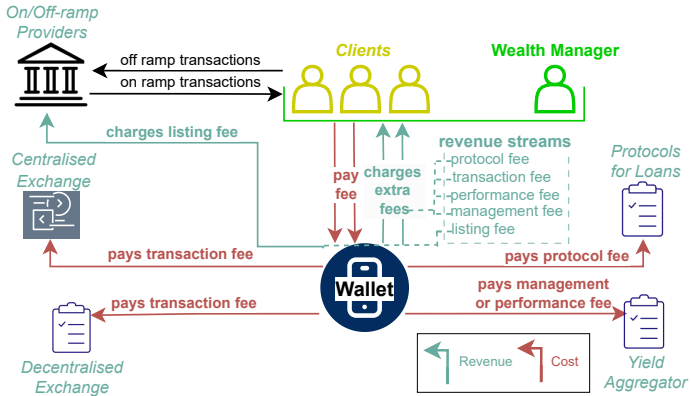 On/Off-ramp
Providers
Clients
Wealth Manager
off ramp transactions
on ramp transactions
charges listing fee
revenue streams
protocol fee
transaction fee
performance fee
management fee
listing fee
pay
fee
charges
extra
fees
Protocols
for Loans
Centralised
Exchange
pays transaction fee
pays protocol fee
Wallet
pays management
or performance fee
pays transaction fee
Decentralised
Exchange
Revenue
Cost
Yield
Aggregator